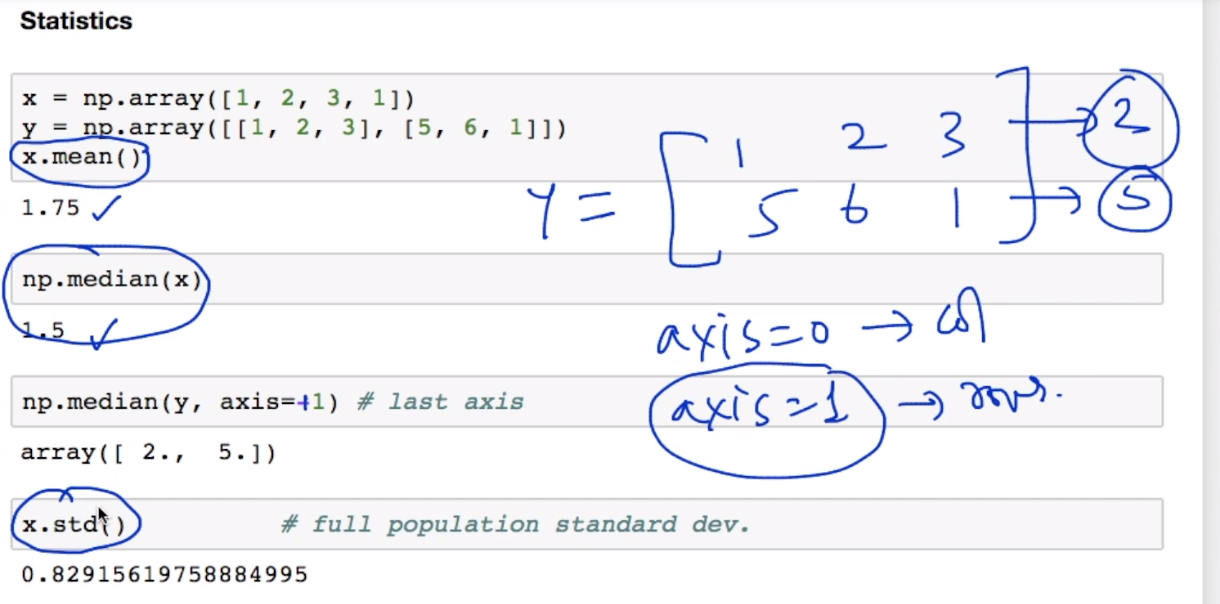 Statistics
x = np.array([1, 2, 3, 1])
y = np.array([[1, 2, 3], [5, 6, 1]])
x.mean()
1.75 ✓
Y = [ 1 2 3 ] → 2
5 6 1 → 5
np.median(x)
1.5 ✓
axis=0 → col
np.median(y, axis=+1) # last axis
axis=1 → rows.
array([ 2., 5.])
x.std() # full population standard dev.
0.82915619758884995